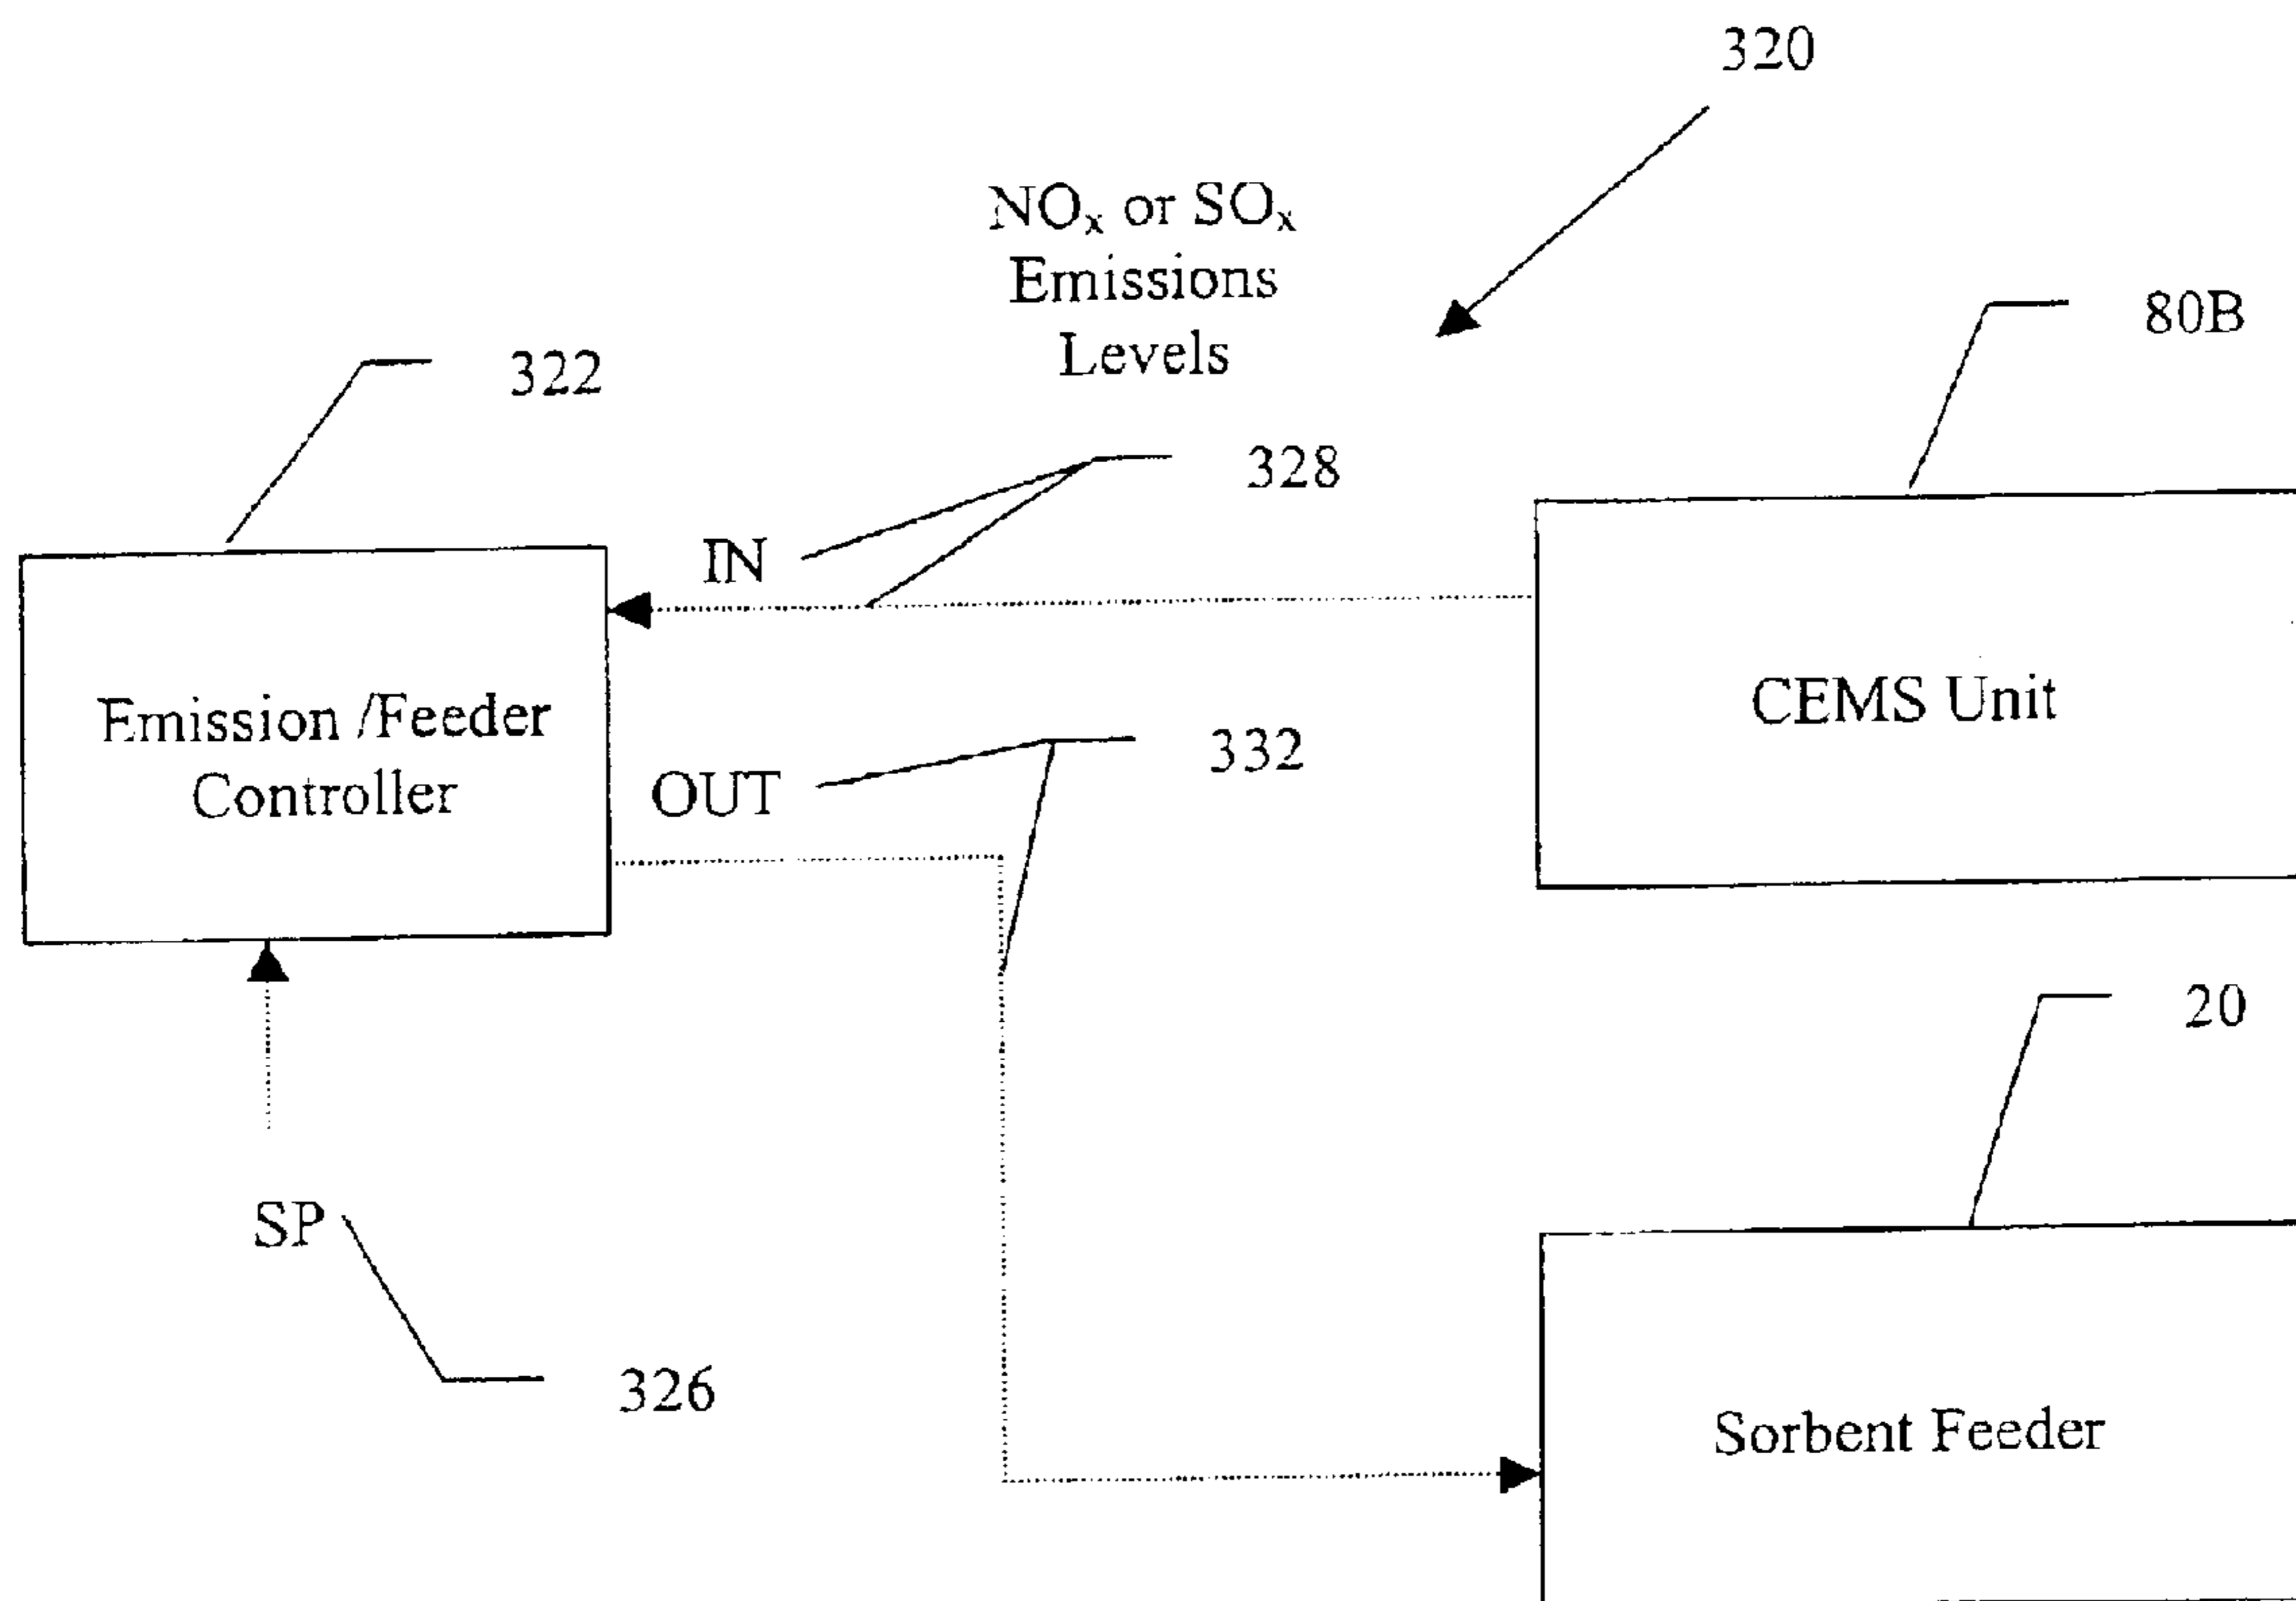 320
NOₓ or SOₓ
Emissions
Levels
80B
322
328
IN
CEMS Unit
Emission /Feeder
Controller
332
OUT
20
SP
326
Sorbent Feeder